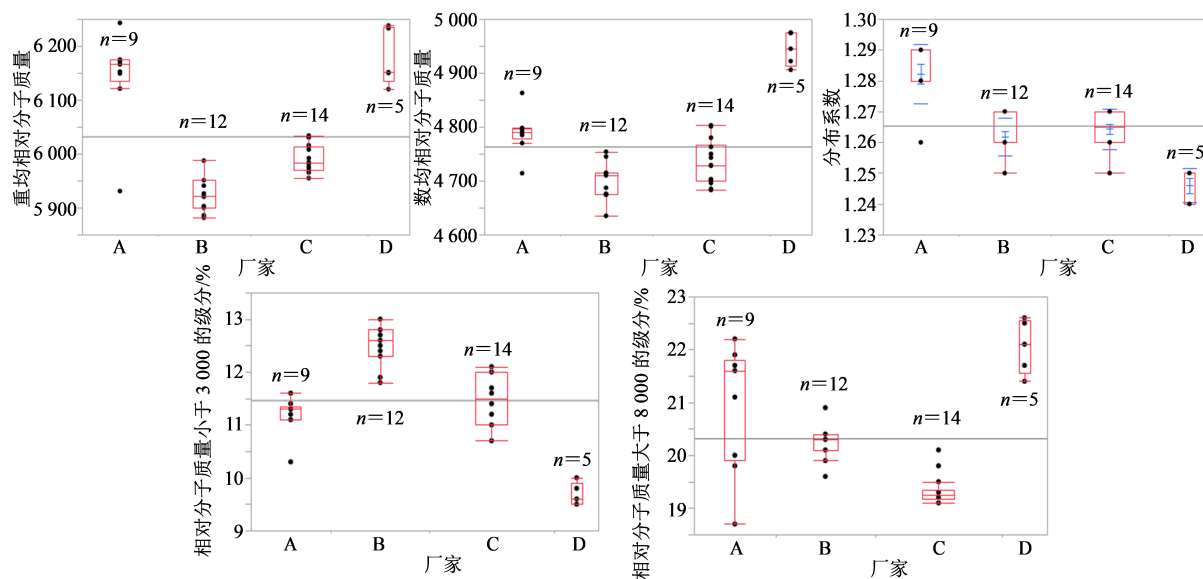 重均相对分子质量
6 200
6 100
6 000
5 900
n=9
n=12
n=14
n=5
A B C D
厂家
数均相对分子质量
5 000
4 900
4 800
4 700
4 600
n=9
n=12
n=14
n=5
A B C D
厂家
分布系数
1.30
1.29
1.28
1.27
1.26
1.25
1.24
1.23
n=9
n=12
n=14
n=5
A B C D
厂家
相对分子质量小于 3 000 的级分/%
13
12
11
10
9
n=9
n=12
n=14
n=5
A B C D
厂家
相对分子质量大于 8 000 的级分/%
23
22
21
20
19
18
n=9
n=12
n=14
n=5
A B C D
厂家